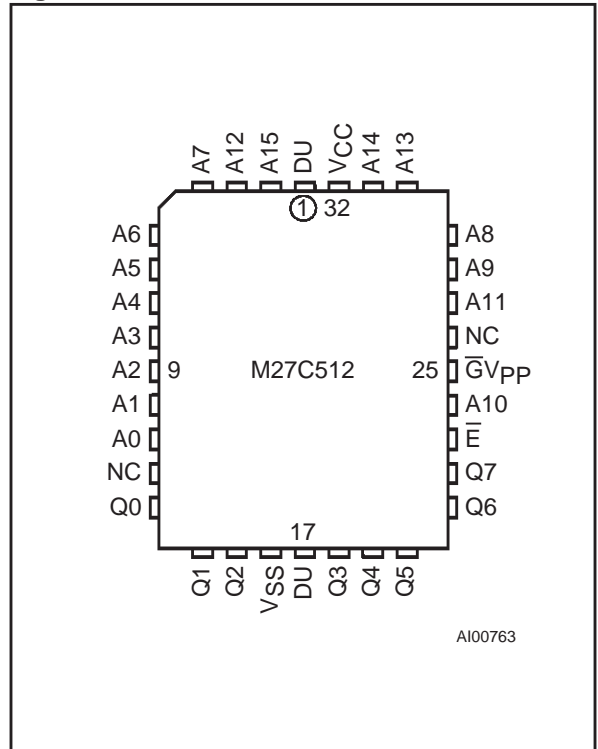 A7 A12 A15 DU VCC A14 A13
1 32
A6 A8
A5 A9
A4 A11
A3 NC
A2 9 M27C512 25 G̅VPP
A1 A10
A0 E̅
NC Q7
Q0 Q6
17
Q1 Q2 VSS DU Q3 Q4 Q5
AI00763